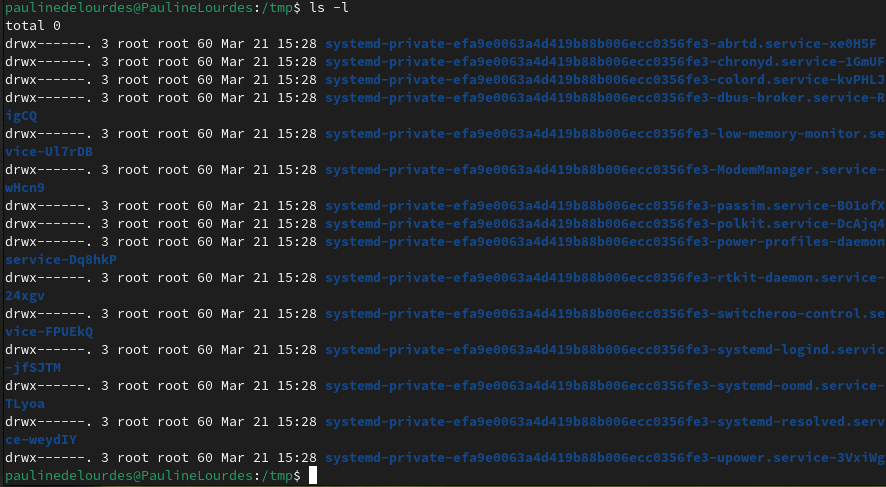 paulinedelourdes@PaulineLourdes:/tmp$ ls -l
total 0
drwx------. 3 root root 60 Mar 21 15:28 systemd-private-efa9e0063a4d419b88b006ecc0356fe3-abrtd.service-xe0H5F
drwx------. 3 root root 60 Mar 21 15:28 systemd-private-efa9e0063a4d419b88b006ecc0356fe3-chronyd.service-1GmUF
drwx------. 3 root root 60 Mar 21 15:28 systemd-private-efa9e0063a4d419b88b006ecc0356fe3-colord.service-kvPHLJ
drwx------. 3 root root 60 Mar 21 15:28 systemd-private-efa9e0063a4d419b88b006ecc0356fe3-dbus-broker.service-R
igCQ
drwx------. 3 root root 60 Mar 21 15:28 systemd-private-efa9e0063a4d419b88b006ecc0356fe3-low-memory-monitor.se
vice-Ul7rDB
drwx------. 3 root root 60 Mar 21 15:28 systemd-private-efa9e0063a4d419b88b006ecc0356fe3-ModemManager.service-
wHcn9
drwx------. 3 root root 60 Mar 21 15:28 systemd-private-efa9e0063a4d419b88b006ecc0356fe3-passim.service-BO1ofX
drwx------. 3 root root 60 Mar 21 15:28 systemd-private-efa9e0063a4d419b88b006ecc0356fe3-polkit.service-DcAjq4
drwx------. 3 root root 60 Mar 21 15:28 systemd-private-efa9e0063a4d419b88b006ecc0356fe3-power-profiles-daemon
service-Dq8hkP
drwx------. 3 root root 60 Mar 21 15:28 systemd-private-efa9e0063a4d419b88b006ecc0356fe3-rtkit-daemon.service-
24xgv
drwx------. 3 root root 60 Mar 21 15:28 systemd-private-efa9e0063a4d419b88b006ecc0356fe3-switcheroo-control.se
vice-FPUEkQ
drwx------. 3 root root 60 Mar 21 15:28 systemd-private-efa9e0063a4d419b88b006ecc0356fe3-systemd-logind.servic
-jfSJTM
drwx------. 3 root root 60 Mar 21 15:28 systemd-private-efa9e0063a4d419b88b006ecc0356fe3-systemd-oomd.service-
TLyoa
drwx------. 3 root root 60 Mar 21 15:28 systemd-private-efa9e0063a4d419b88b006ecc0356fe3-systemd-resolved.serv
ce-weydIY
drwx------. 3 root root 60 Mar 21 15:28 systemd-private-efa9e0063a4d419b88b006ecc0356fe3-upower.service-3VxiWg
paulinedelourdes@PaulineLourdes:/tmp$